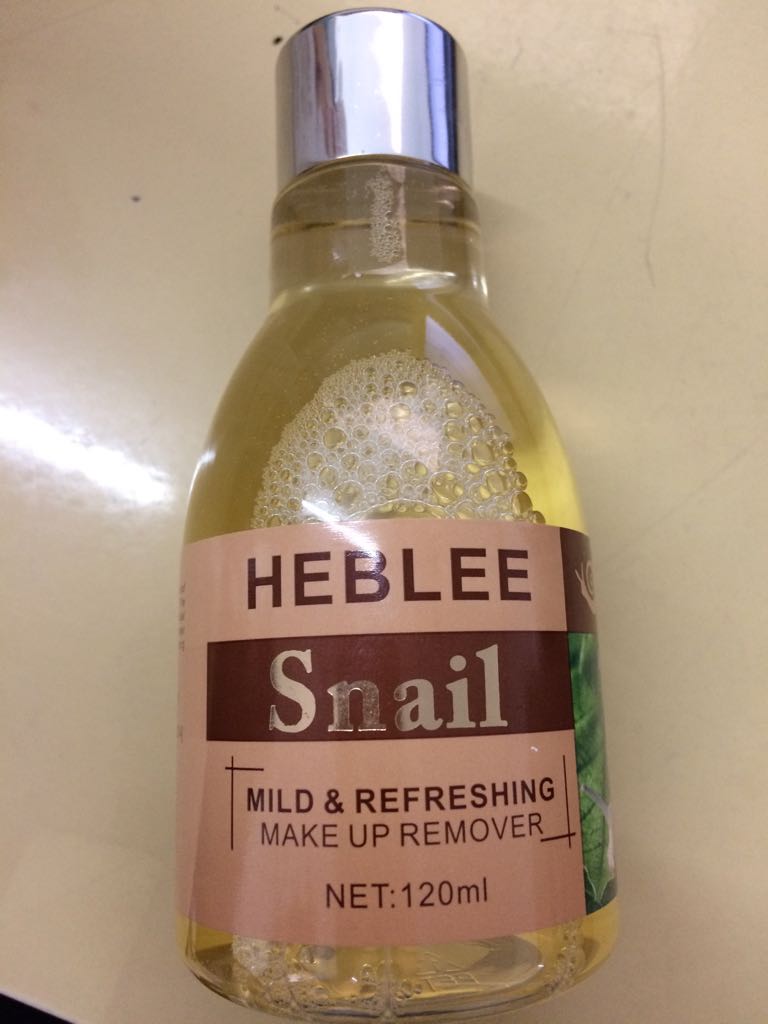 HEBLEE
Snail
MILD & REFRESHING
MAKE UP REMOVER
NET:120ml